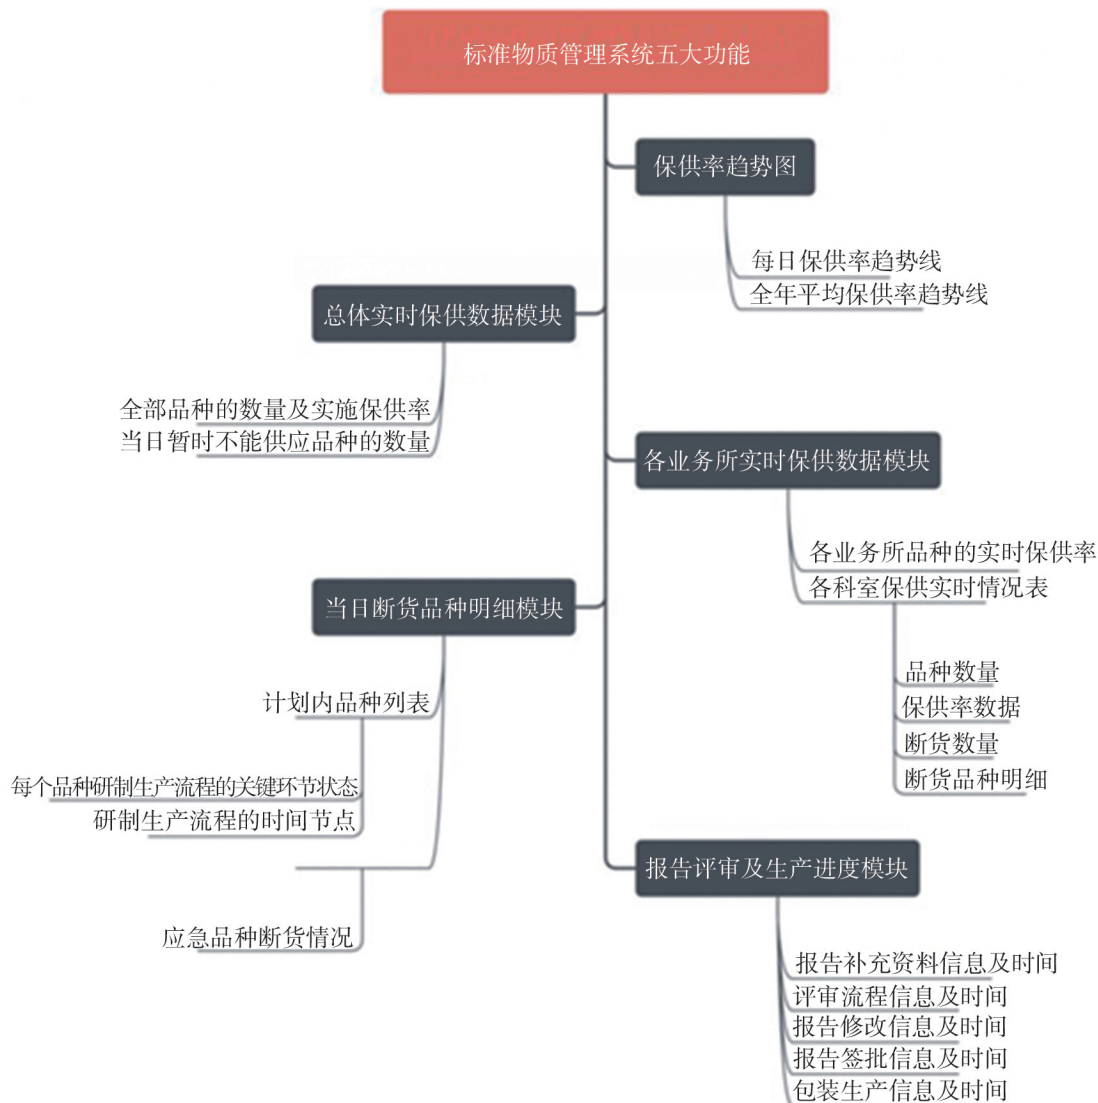 标准物质管理系统五大功能
保供率趋势图
每日保供率趋势线
全年平均保供率趋势线
总体实时保供数据模块
全部品种的数量及实施保供率
当日暂时不能供应品种的数量
各业务所实时保供数据模块
各业务所品种的实时保供率
各科室保供实时情况表
品种数量
保供率数据
断货数量
断货品种明细
当日断货品种明细模块
计划内品种列表
每个品种研制生产流程的关键环节状态
研制生产流程的时间节点
应急品种断货情况
报告评审及生产进度模块
报告补充资料信息及时间
评审流程信息及时间
报告修改信息及时间
报告签批信息及时间
包装生产信息及时间